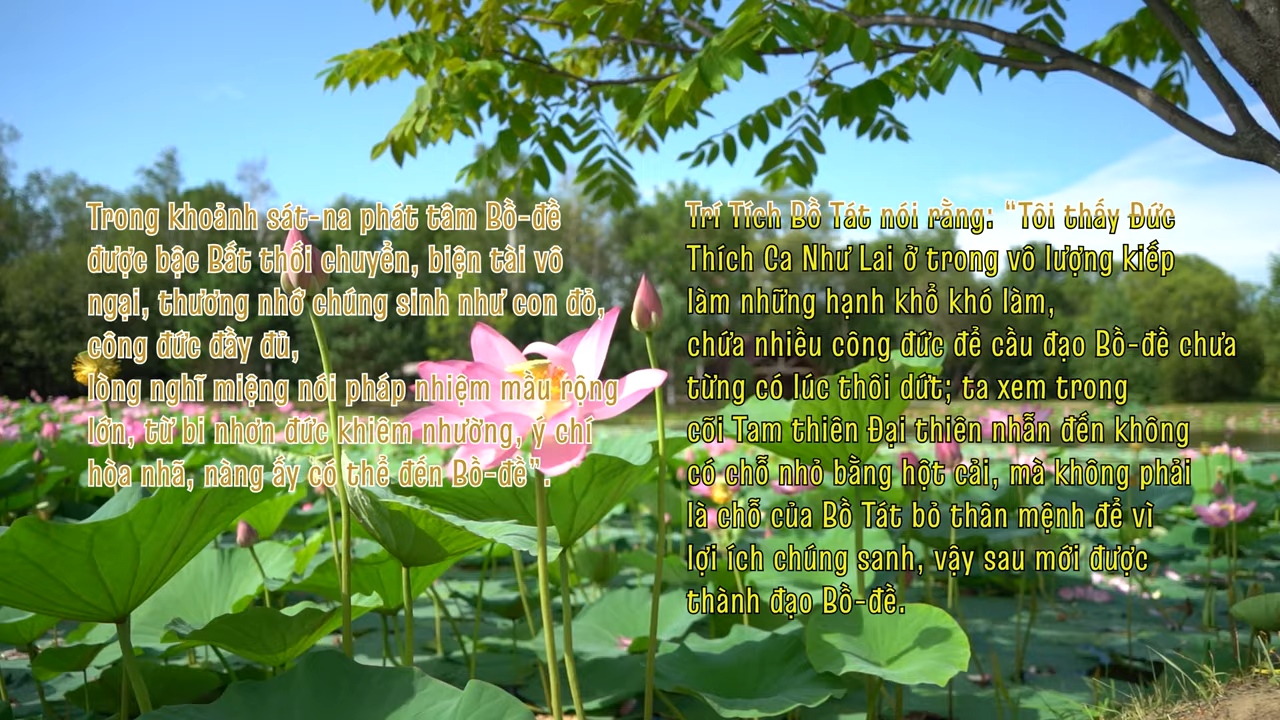 Trong khoảnh sát-na phát tâm Bồ-đề
được bậc Bất thối chuyển, biện tài vô
ngại, thương nhớ chúng sinh như con đỏ,
công đức đầy đủ,
lòng nghĩ miệng nói pháp nhiệm mầu rộng
lớn, từ bi nhơn đức khiêm nhường, ý chí
hòa nhã, nàng ấy có thể đến Bồ-đề”.
Trí Tích Bồ Tát nói rằng: “Tôi thấy Đức
Thích Ca Như Lai ở trong vô lượng kiếp
làm những hạnh khổ khó làm,
chứa nhiều công đức để cầu đạo Bồ-đề chưa
từng có lúc thôi dứt; ta xem trong
cõi Tam thiên Đại thiên nhẫn đến không
có chỗ nhỏ bằng hột cải, mà không phải
là chỗ của Bồ Tát bỏ thân mệnh để vì
lợi ích chúng sanh, vậy sau mới được
thành đạo Bồ-đề.